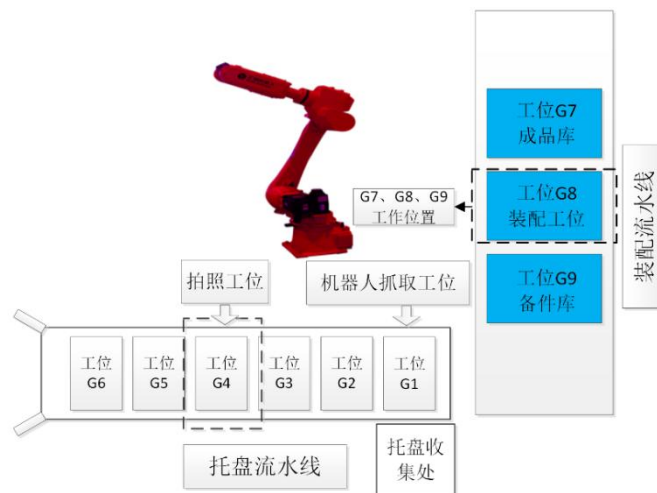 工位G7
成品库
工位G8
装配工位
G7、G8、G9
工作位置
装配流水线
工位G9
备件库
拍照工位
机器人抓取工位
工位
G6
工位
G5
工位
G4
工位
G3
工位
G2
工位
G1
托盘流水线
托盘收
集处